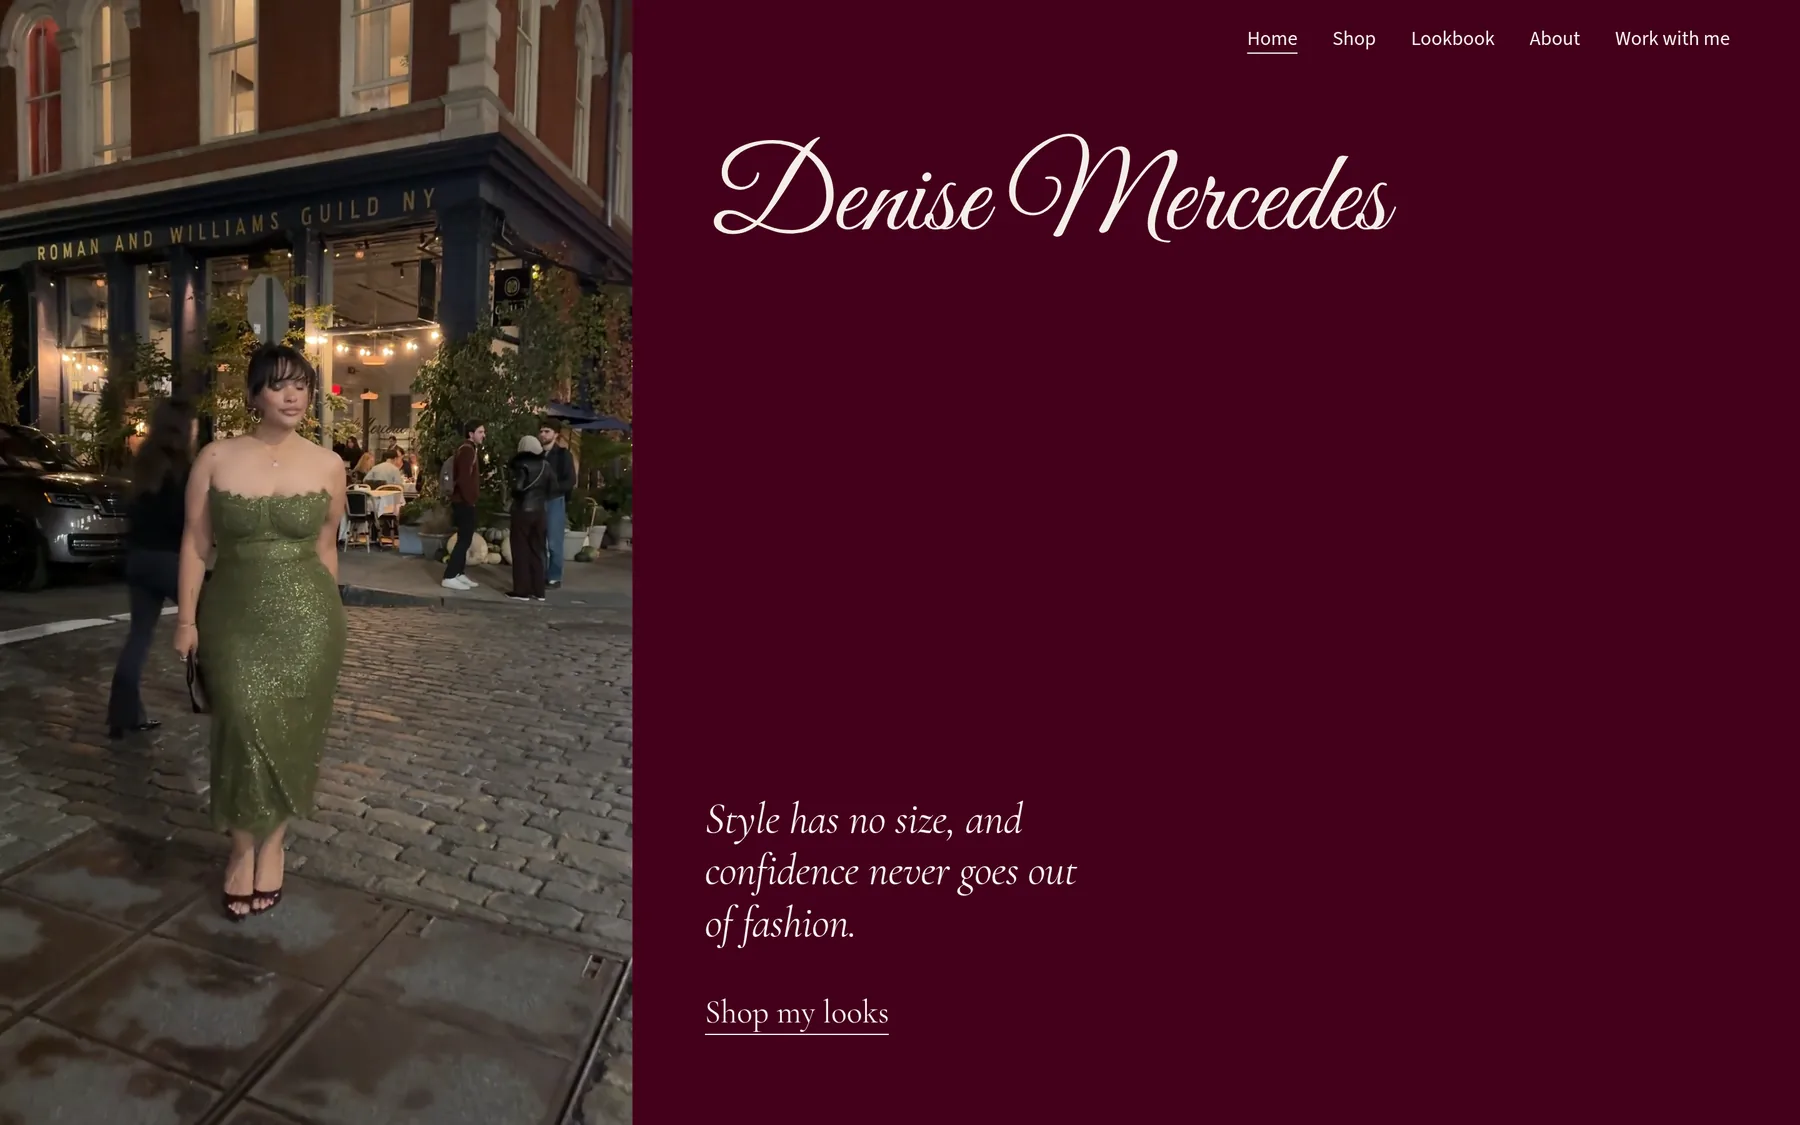 Home Shop Lookbook About Work with me
Denise Mercedes
ROMAN AND WILLIAMS GUILD NY
Style has no size, and
confidence never goes out
of fashion.
Shop my looks